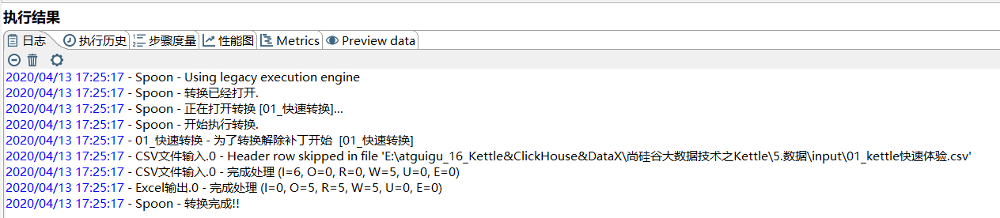 执行结果
日志 执行历史 步骤度量 性能图 Metrics Preview data
2020/04/13 17:25:17 - Spoon - Using legacy execution engine
2020/04/13 17:25:17 - Spoon - 转换已经打开.
2020/04/13 17:25:17 - Spoon - 正在打开转换 [01_快速转换]...
2020/04/13 17:25:17 - Spoon - 开始执行转换.
2020/04/13 17:25:17 - 01_快速转换 - 为了转换解除补丁开始  [01_快速转换]
2020/04/13 17:25:17 - CSV文件输入.0 - Header row skipped in file 'E:\atguigu_16_Kettle&ClickHouse&DataX\尚硅谷大数据技术之Kettle\5.数据\input\01_kettle快速体验.csv'
2020/04/13 17:25:17 - CSV文件输入.0 - 完成处理 (I=6, O=0, R=0, W=5, U=0, E=0)
2020/04/13 17:25:17 - Excel输出.0 - 完成处理 (I=0, O=5, R=5, W=5, U=0, E=0)
2020/04/13 17:25:17 - Spoon - 转换完成!!